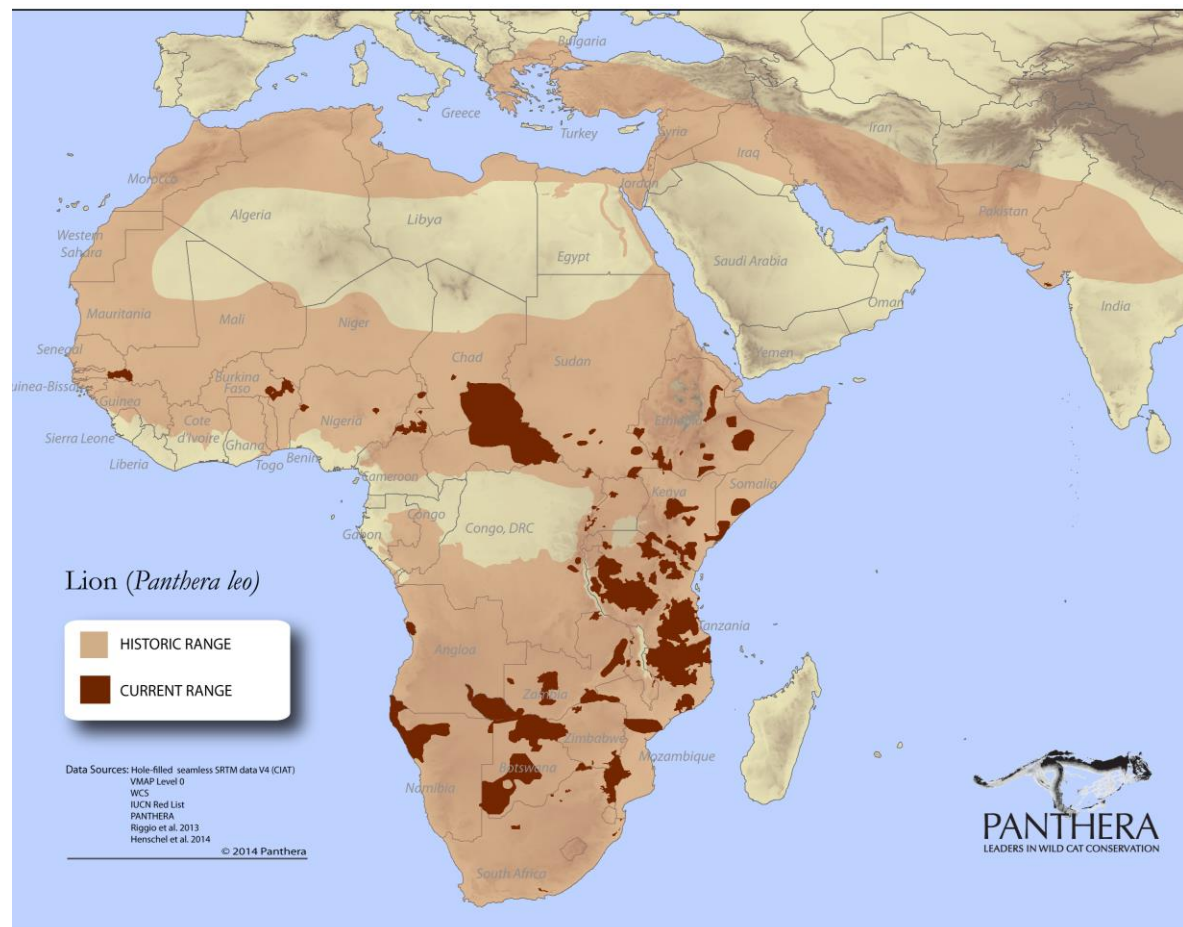 Bulgaria
Greece
Turkey
Syria
Iraq
Iran
Jordan
Pakistan
Morocco
Algeria
Libya
Egypt
Western
Sahara
Saudi Arabia
Oman
India
Mauritania
Mali
Niger
Chad
Sudan
Yemen
Senegal
uinea-Bissau
Guinea
Burkina
Faso
Nigeria
Ethiopia
Sierra Leone
Cote
d'Ivoire
Ghana
Liberia
Togo
Benin
Cameroon
Somalia
Kenya
Congo
Gabon
Congo, DRC
Tanzania
Angloa
Zambia
Zimbabwe
Mozambique
Botswana
Namibia
South Africa
Lion (Panthera leo)
HISTORIC RANGE
CURRENT RANGE
Data Sources: Hole-filled seamless SRTM data V4 (CIAT)
VMAP Level 0
WCS
IUCN Red List
PANTHERA
Riggio et al. 2013
Henschel et al. 2014
© 2014 Panthera
PANTHERA
LEADERS IN WILD CAT CONSERVATION